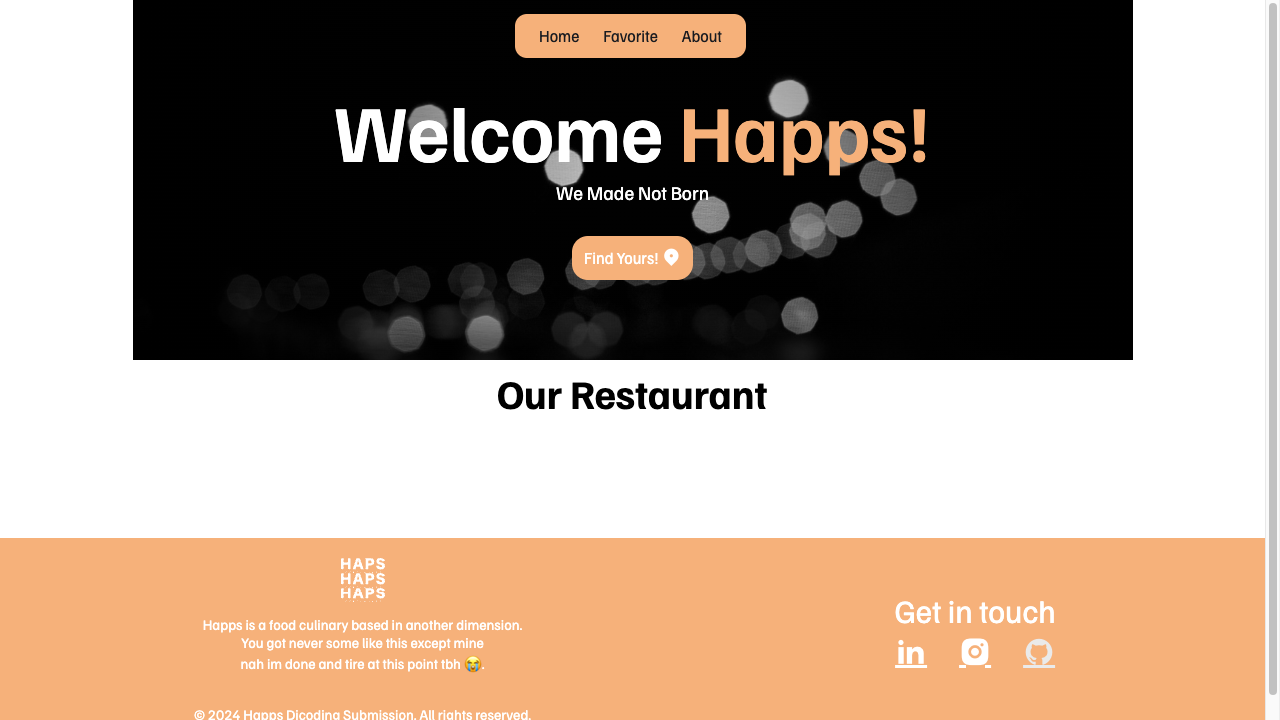 Home Favorite About
Welcome Happs!
We Made Not Born
Find Yours!
Our Restaurant
HAPS
HAPS
HAPS
Happs is a food culinary based in another dimension.
You got never some like this except mine
nah im done and tire at this point tbh 😭.
© 2024 Happs Dicoding Submission. All rights reserved.
Get in touch
in